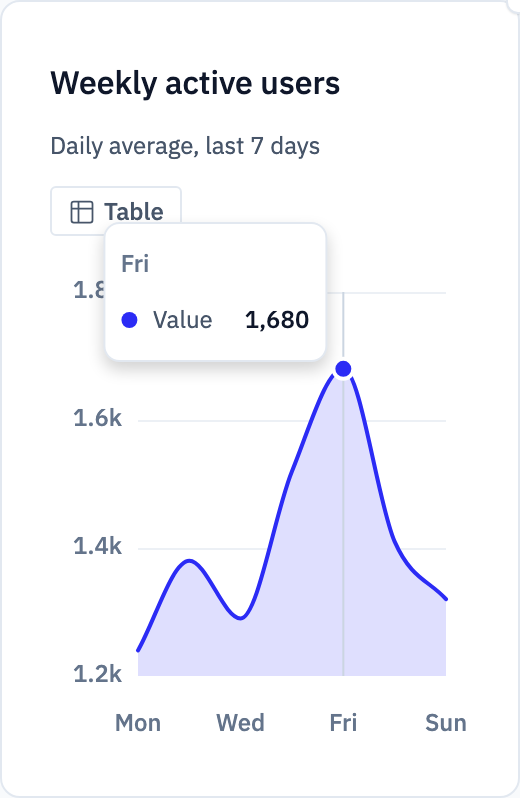 Weekly active users
Daily average, last 7 days
Table
Fri
Value 1,680
1.6k
1.4k
1.2k
Mon Wed Fri Sun